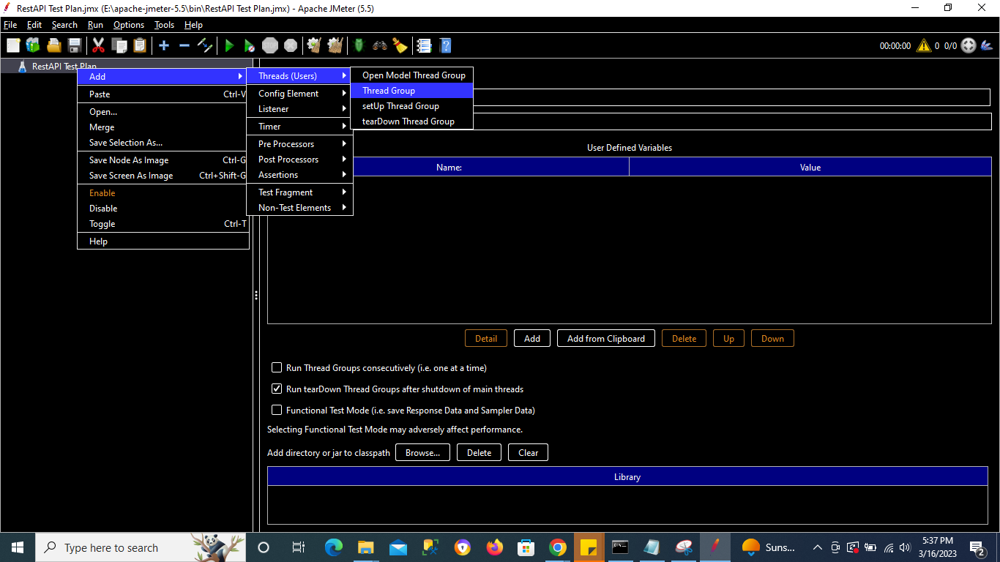 RestAPI Test Plan.jmx (E:\apache-jmeter-5.5\bin\RestAPI Test Plan.jmx) - Apache JMeter (5.5)
File Edit Search Run Options Tools Help
STOP
00:00:00 0 0/0
RestAPI Test Plan
Add
Paste Ctrl-V
Open...
Merge
Save Selection As...
Save Node As Image Ctrl-G
Save Screen As Image Ctrl+Shift-G
Enable
Disable
Toggle Ctrl-T
Help
Threads (Users)
Config Element
Listener
Timer
Pre Processors
Post Processors
Assertions
Test Fragment
Non-Test Elements
Open Model Thread Group
Thread Group
setUp Thread Group
tearDown Thread Group
User Defined Variables
Name: Value
Detail Add Add from Clipboard Delete Up Down
Run Thread Groups consecutively (i.e. one at a time)
Run tearDown Thread Groups after shutdown of main threads
Functional Test Mode (i.e. save Response Data and Sampler Data)
Selecting Functional Test Mode may adversely affect performance.
Add directory or jar to classpath Browse... Delete Clear
Library
Type here to search
Suns...
5:37 PM
3/16/2023
2